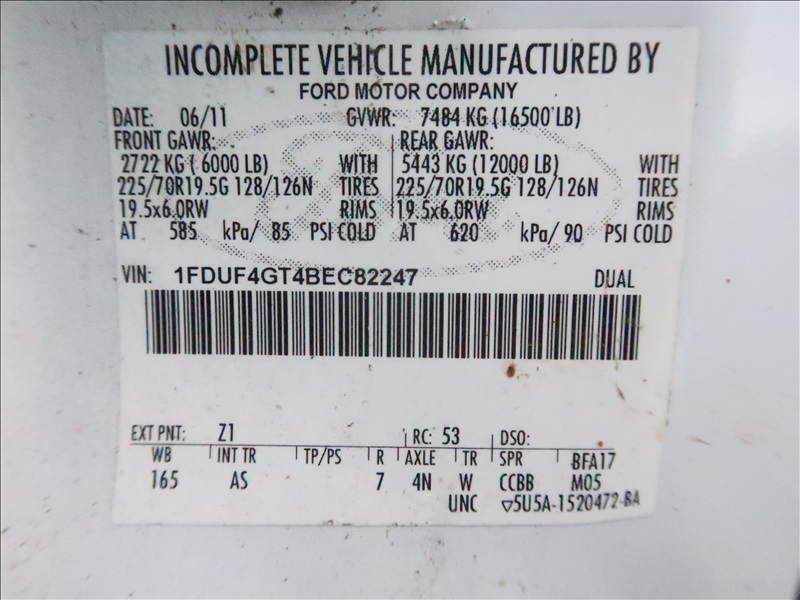 INCOMPLETE VEHICLE MANUFACTURED BY
FORD MOTOR COMPANY
DATE: 06/11 GVWR: 7484 KG (16500 LB)
FRONT GAWR: REAR GAWR:
2722 KG ( 6000 LB) WITH 5443 KG (12000 LB) WITH
225/70R19.5G 128/126N TIRES 225/70R19.5G 128/126N TIRES
19.5x6.0RW RIMS 19.5x6.0RW RIMS
AT 585 kPa/ 85 PSI COLD AT 620 kPa/ 90 PSI COLD
VIN: 1FDUF4GT4BEC82247 DUAL
EXT PNT: Z1 RC: 53 DSO:
WB INT TR TP/PS R AXLE TR SPR BFA17
165 AS 7 4N W CCBB M05
UNC ▽5U5A-1520472-BA